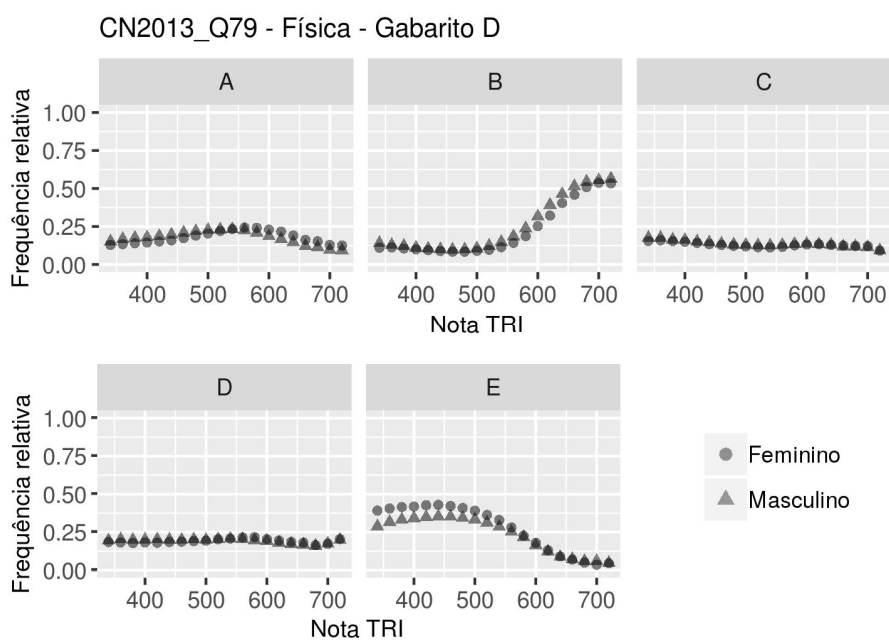 CN2013_Q79 - Física - Gabarito D
A B C
Frequência relativa
1.00
0.75
0.50
0.25
0.00
400 500 600 700 400 500 600 700 400 500 600 700
Nota TRI
D E
Frequência relativa
1.00
0.75
0.50
0.25
0.00
400 500 600 700 400 500 600 700
Nota TRI
Feminino
Masculino